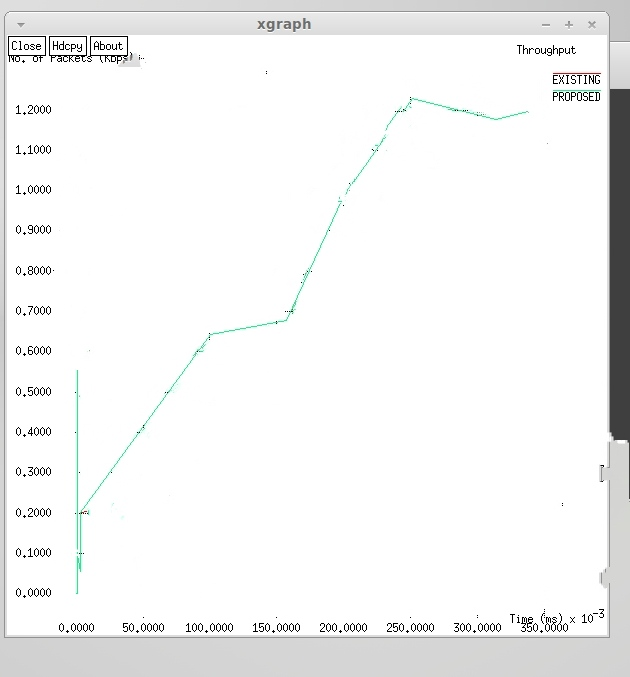 xgraph
Close Hdcpy About
No. of Packets (Kbps)
Throughput
EXISTING
PROPOSED
1.2000
1.1000
1.0000
0.9000
0.8000
0.7000
0.6000
0.5000
0.4000
0.3000
0.2000
0.1000
0.0000
Time (ms) x 10-3
0.0000 50.0000 100.0000 150.0000 200.0000 250.0000 300.0000 350.0000